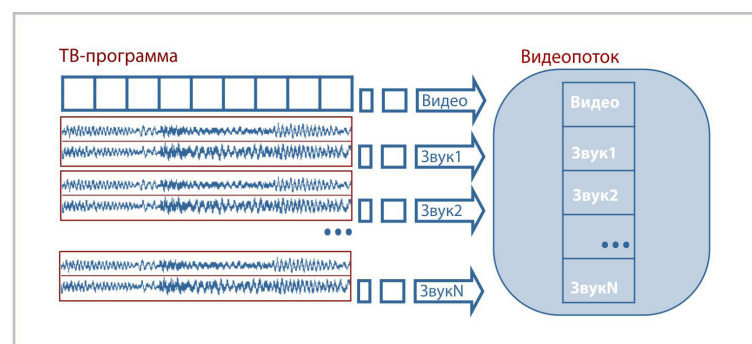 ТВ-программа
Видеопоток
Видео
Звук1
Звук2
...
ЗвукN
Видео
Звук1
Звук2
...
ЗвукN